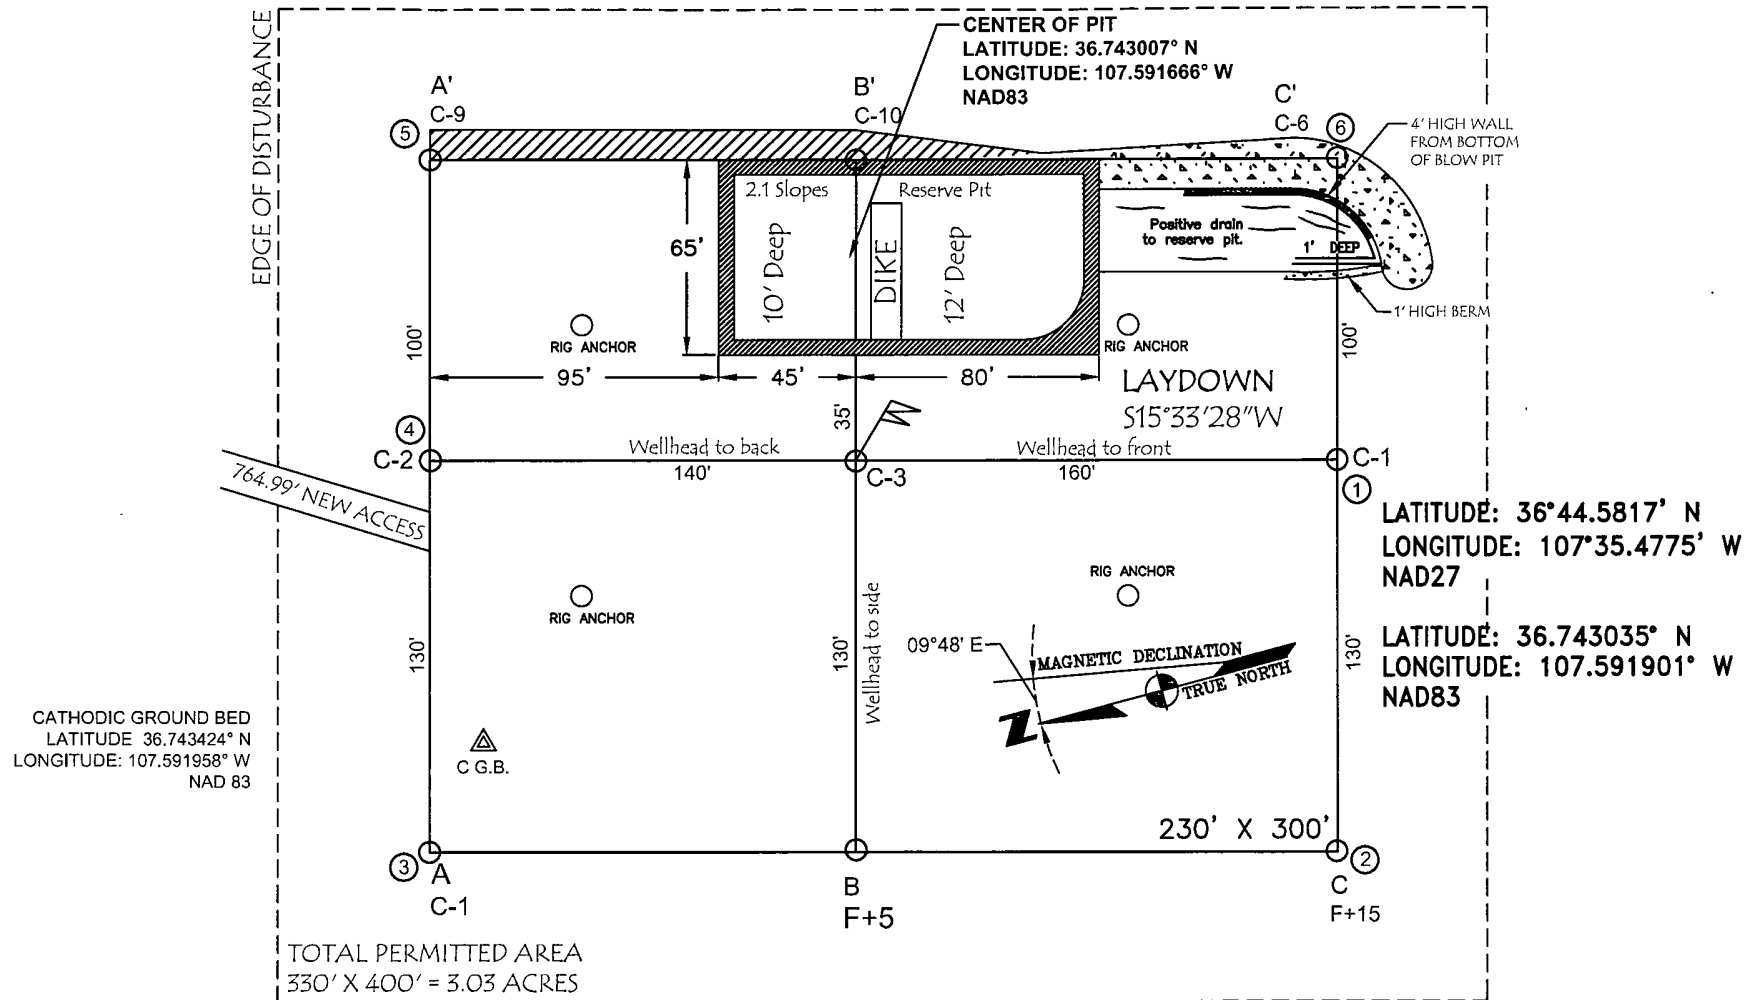 EDGE OF DISTURBANCE
CENTER OF PIT
LATITUDE: 36.743007° N
LONGITUDE: 107.591666° W
NAD83
A'
C-9
B'
C-10
C'
C-6
5
6
4' HIGH WALL
FROM BOTTOM
OF BLOW PIT
2.1 Slopes
Reserve Pit
65'
10' Deep
DIKE
12' Deep
Positive drain
to reserve pit.
1' DEEP
1' HIGH BERM
100'
RIG ANCHOR
RIG ANCHOR
100'
95'
45'
80'
LAYDOWN
S15°33'28"W
35'
4
C-2
Wellhead to back
140'
C-3
Wellhead to front
160'
C-1
1
764.99' NEW ACCESS
LATITUDE: 36°44.5817' N
LONGITUDE: 107°35.4775' W
NAD27
RIG ANCHOR
RIG ANCHOR
LATITUDE: 36.743035° N
LONGITUDE: 107.591901° W
NAD83
130'
130'
Wellhead to side
130'
09°48' E
MAGNETIC DECLINATION
TRUE NORTH
N
CATHODIC GROUND BED
LATITUDE 36.743424° N
LONGITUDE: 107.591958° W
NAD 83
C G.B.
230' X 300'
3
A
C-1
B
F+5
2
C
F+15
TOTAL PERMITTED AREA
330' X 400' = 3.03 ACRES